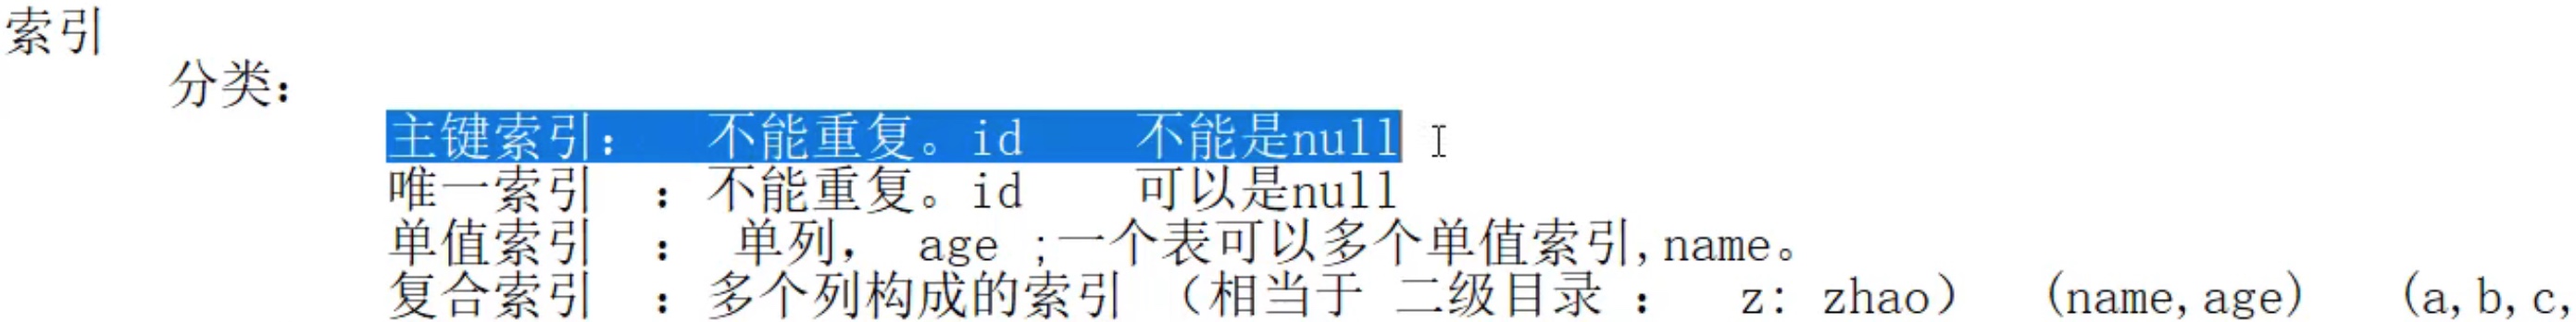 索引
分类：
主键索引： 不能重复。id 不能是null
唯一索引 ：不能重复。id 可以是null
单值索引 ： 单列， age ;一个表可以多个单值索引,name。
复合索引 ：多个列构成的索引 （相当于 二级目录 ： z: zhao） (name,age) (a,b,c,